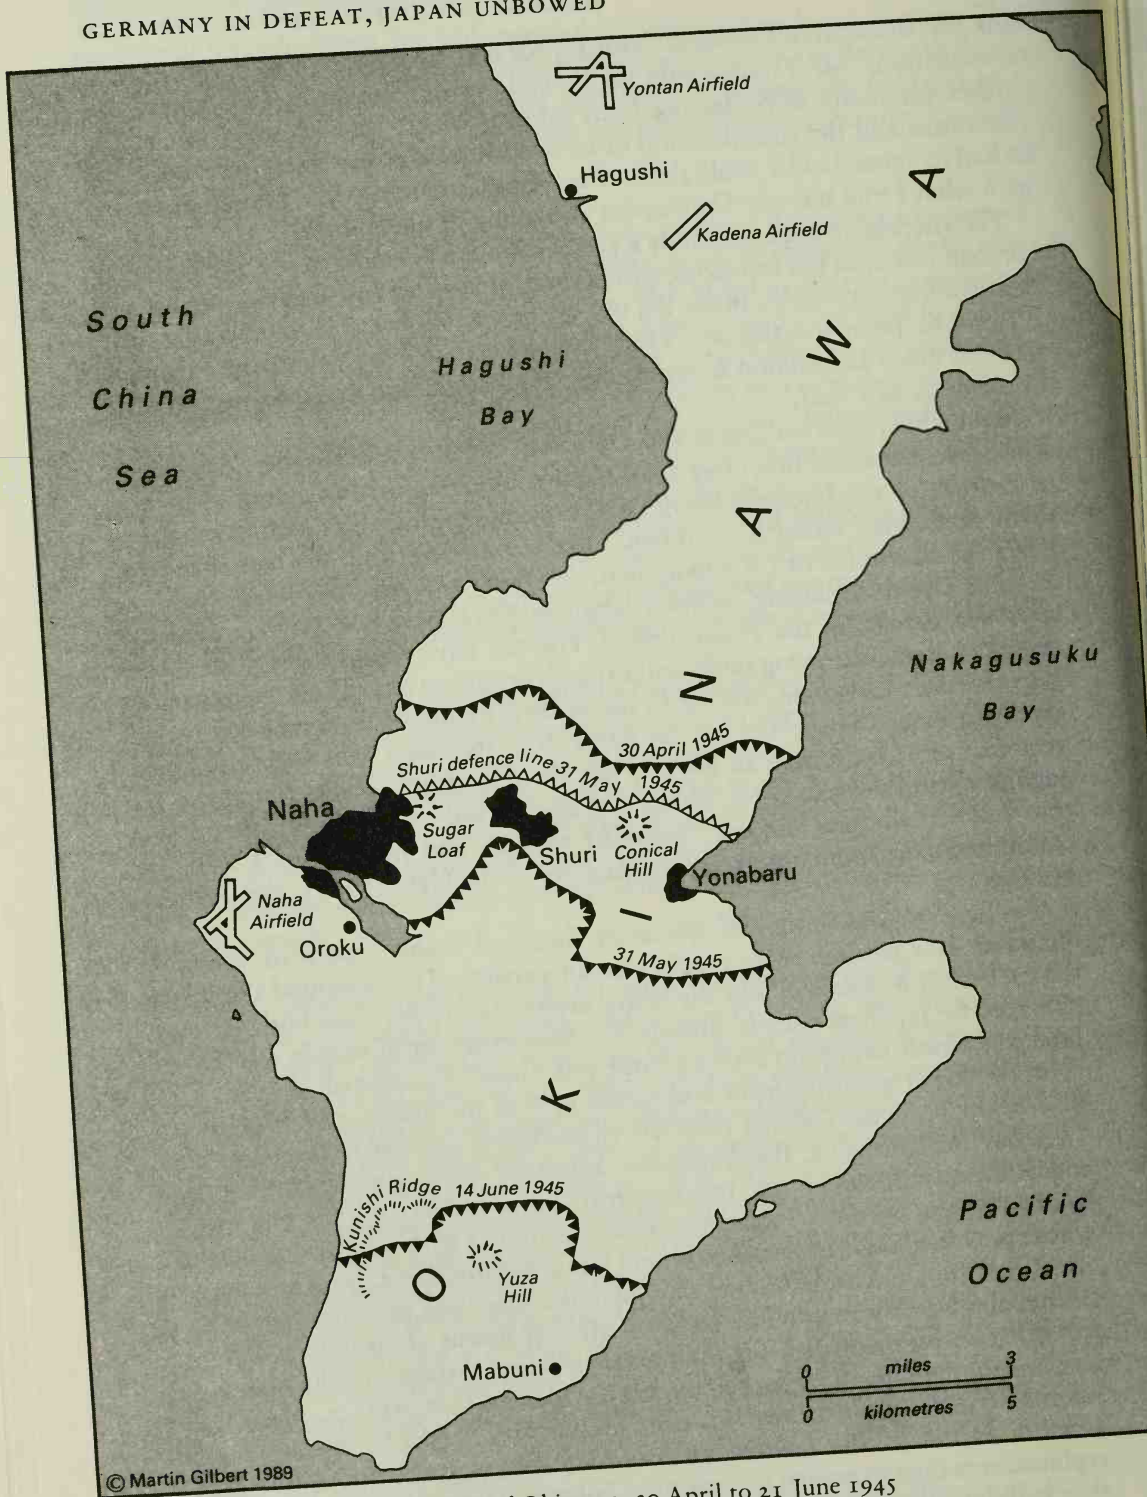 GERMANY IN DEFEAT, JAPAN UNBOWED
Yontan Airfield
Hagushi
Kadena Airfield
South
China
Sea
Hagushi
Bay
Nakagusuku
Bay
30 April 1945
Shuri defence line 31 May 1945
Naha
Sugar
Loaf
Shuri
Conical
Hill
Yonabaru
Naha
Airfield
Oroku
31 May 1945
OKINAWA
Kunishi Ridge
14 June 1945
Yuza
Hill
Mabuni
Pacific
Ocean
0 miles 3
0 kilometres 5
© Martin Gilbert 1989
April to 21 June 1945